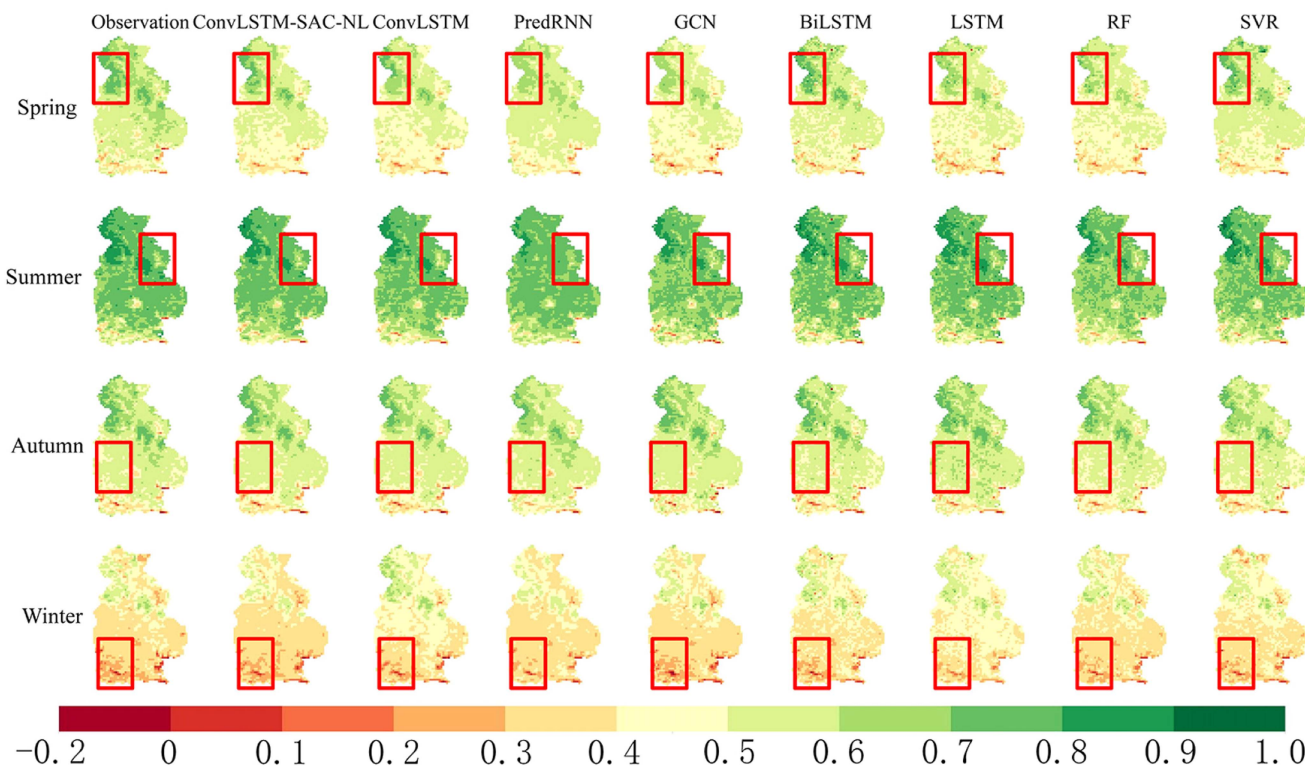 Observation ConvLSTM-SAC-NL ConvLSTM PredRNN GCN BiLSTM LSTM RF SVR
Spring
Summer
Autumn
Winter
-0.2 0 0.1 0.2 0.3 0.4 0.5 0.6 0.7 0.8 0.9 1.0